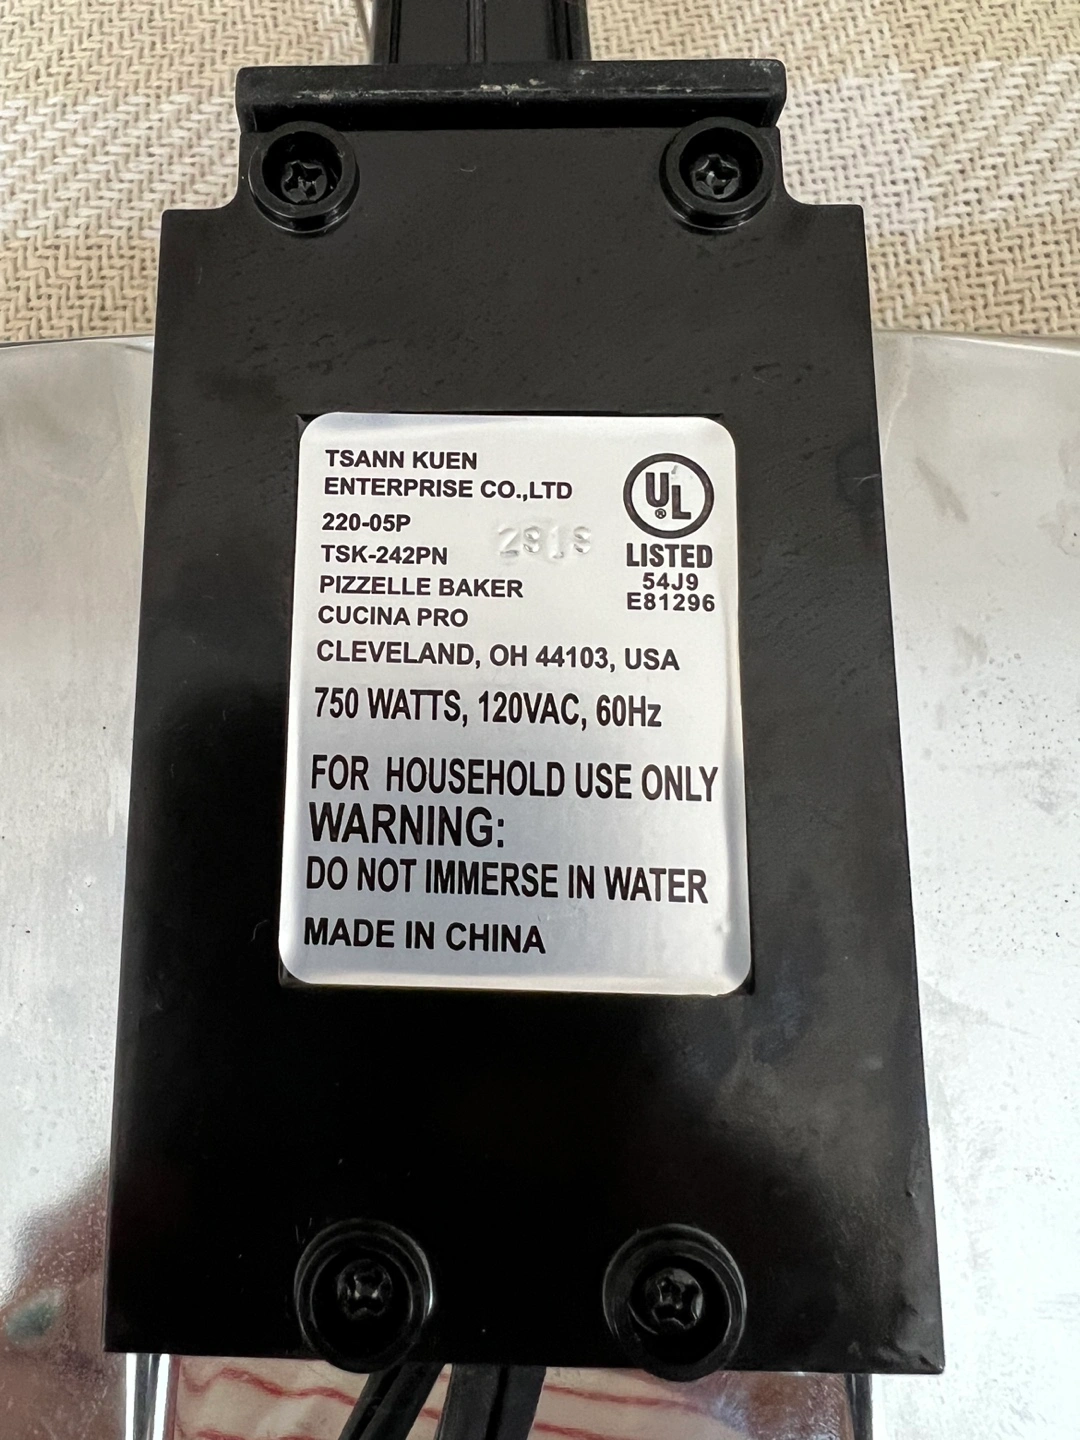 TSANN KUEN
ENTERPRISE CO.,LTD
220-05P
TSK-242PN
PIZZELLE BAKER
CUCINA PRO
CLEVELAND, OH 44103, USA
750 WATTS, 120VAC, 60Hz
FOR HOUSEHOLD USE ONLY
WARNING:
DO NOT IMMERSE IN WATER
MADE IN CHINA
UL
®
LISTED
54J9
E81296